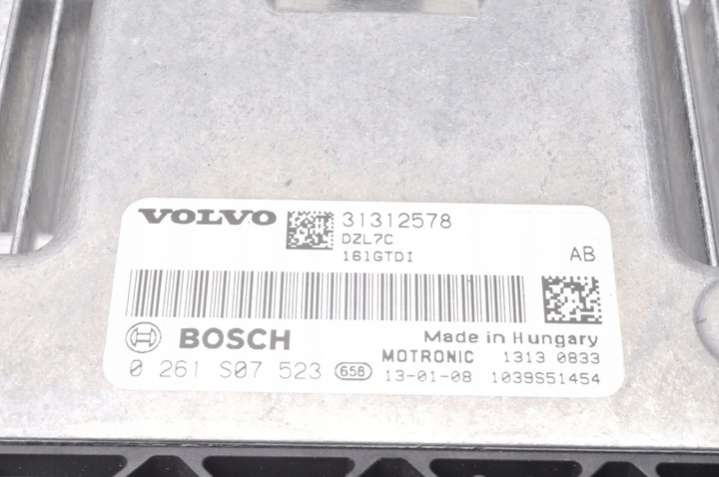 VOLVO 31312578
DZL7C
161GTDI AB
BOSCH Made in Hungary
MOTRONIC 1313 0833
0 261 S07 523 658 13-01-08 1039S51454